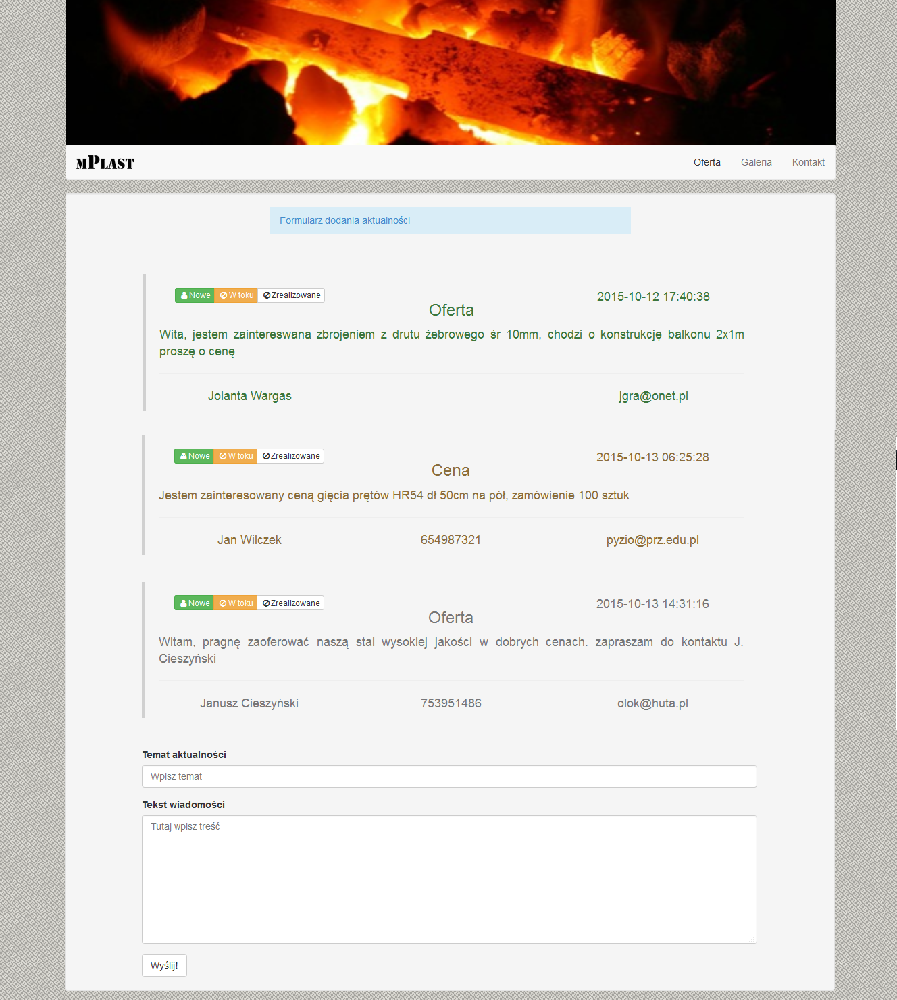 mPlast
Oferta Galeria Kontakt
Formularz dodania aktualności
Nowe W toku Zrealizowane
2015-10-12 17:40:38
Oferta
Wita, jestem zaintereswana zbrojeniem z drutu żebrowego śr 10mm, chodzi o konstrukcję balkonu 2x1m
proszę o cenę
Jolanta Wargas jgra@onet.pl
Nowe W toku Zrealizowane
2015-10-13 06:25:28
Cena
Jestem zainteresowany ceną gięcia prętów HR54 dł 50cm na pół, zamówienie 100 sztuk
Jan Wilczek 654987321 pyzio@prz.edu.pl
Nowe W toku Zrealizowane
2015-10-13 14:31:16
Oferta
Witam, pragnę zaoferować naszą stal wysokiej jakości w dobrych cenach. zapraszam do kontaktu J.
Cieszyński
Janusz Cieszyński 753951486 olok@huta.pl
Temat aktualności
Wpisz temat
Tekst wiadomości
Tutaj wpisz treść
Wyślij!